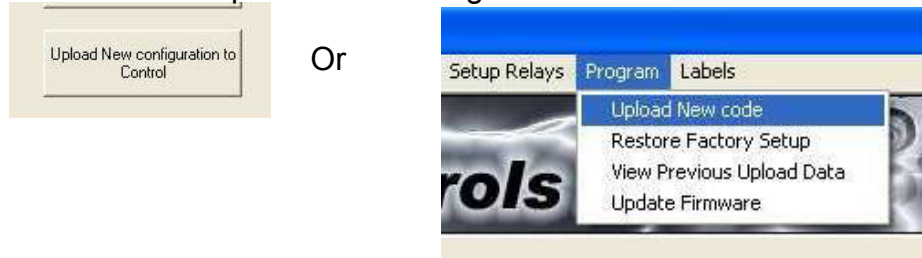 Upload New configuration to
Control
Or
Setup Relays Program Labels
Upload New code
Restore Factory Setup
View Previous Upload Data
Update Firmware
rols